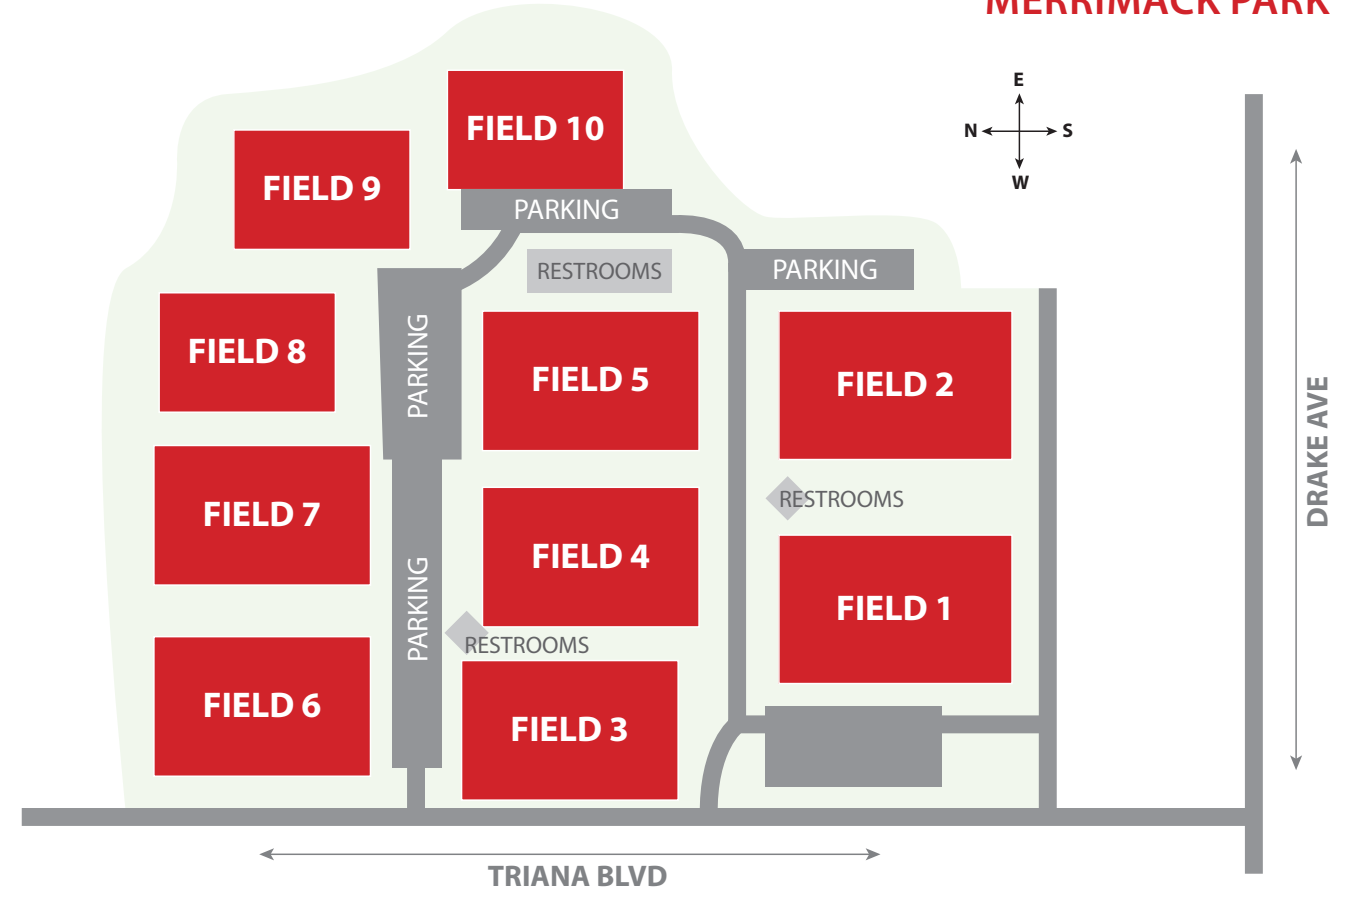 MERRIMACK PARK
E
N
S
W
FIELD 10
FIELD 9
PARKING
RESTROOMS
PARKING
FIELD 8
PARKING
FIELD 5
FIELD 2
DRAKE AVE
FIELD 7
RESTROOMS
FIELD 4
PARKING
FIELD 1
RESTROOMS
FIELD 6
FIELD 3
TRIANA BLVD